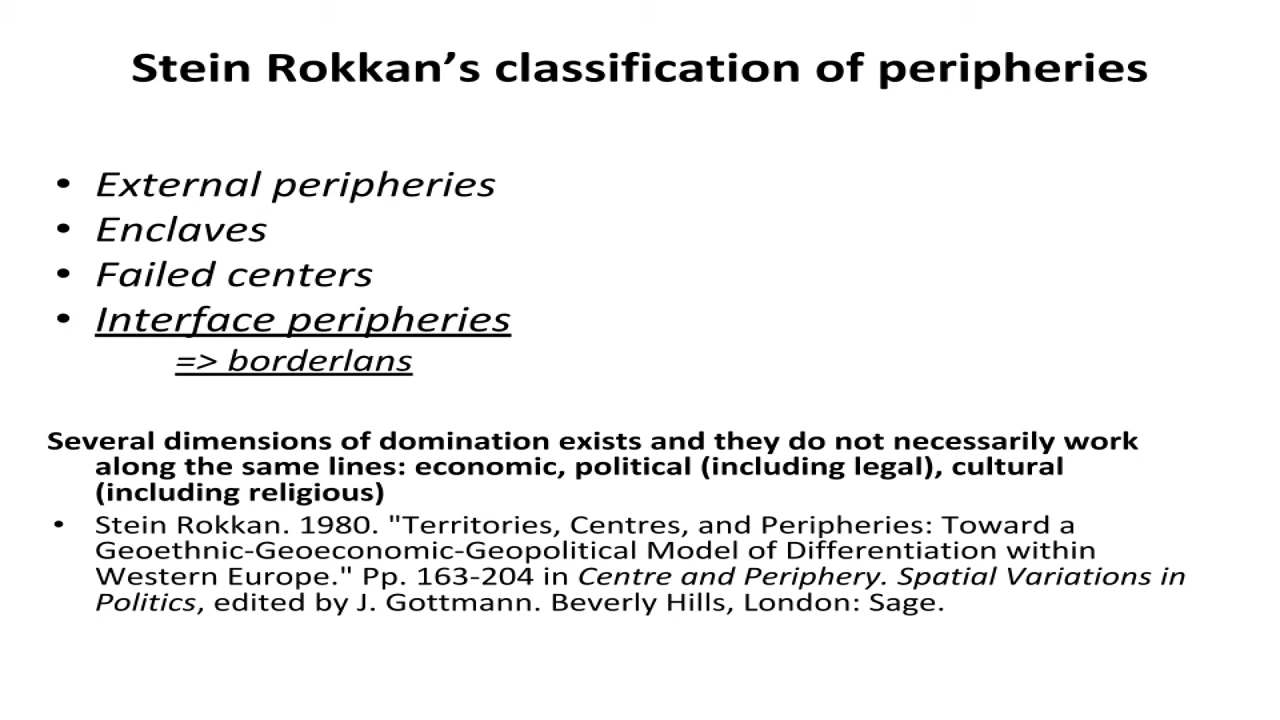 Stein Rokkan’s classification of peripheries
• External peripheries
• Enclaves
• Failed centers
• Interface peripheries
=> borderlans
Several dimensions of domination exists and they do not necessarily work
along the same lines: economic, political (including legal), cultural
(including religious)
• Stein Rokkan. 1980. "Territories, Centres, and Peripheries: Toward a
Geoethnic-Geoeconomic-Geopolitical Model of Differentiation within
Western Europe." Pp. 163-204 in Centre and Periphery. Spatial Variations in
Politics, edited by J. Gottmann. Beverly Hills, London: Sage.